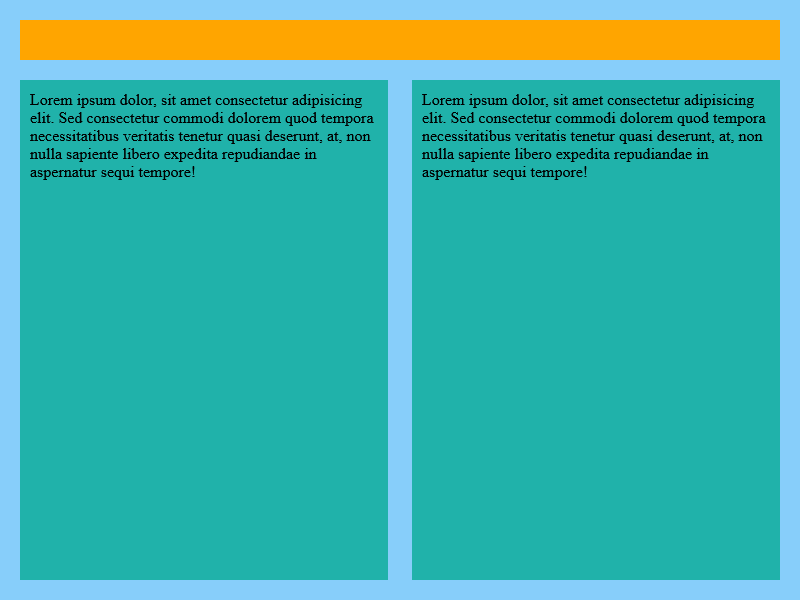 Lorem ipsum dolor, sit amet consectetur adipisicing
elit. Sed consectetur commodi dolorem quod tempora
necessitatibus veritatis tenetur quasi deserunt, at, non
nulla sapiente libero expedita repudiandae in
aspernatur sequi tempore!
Lorem ipsum dolor, sit amet consectetur adipisicing
elit. Sed consectetur commodi dolorem quod tempora
necessitatibus veritatis tenetur quasi deserunt, at, non
nulla sapiente libero expedita repudiandae in
aspernatur sequi tempore!